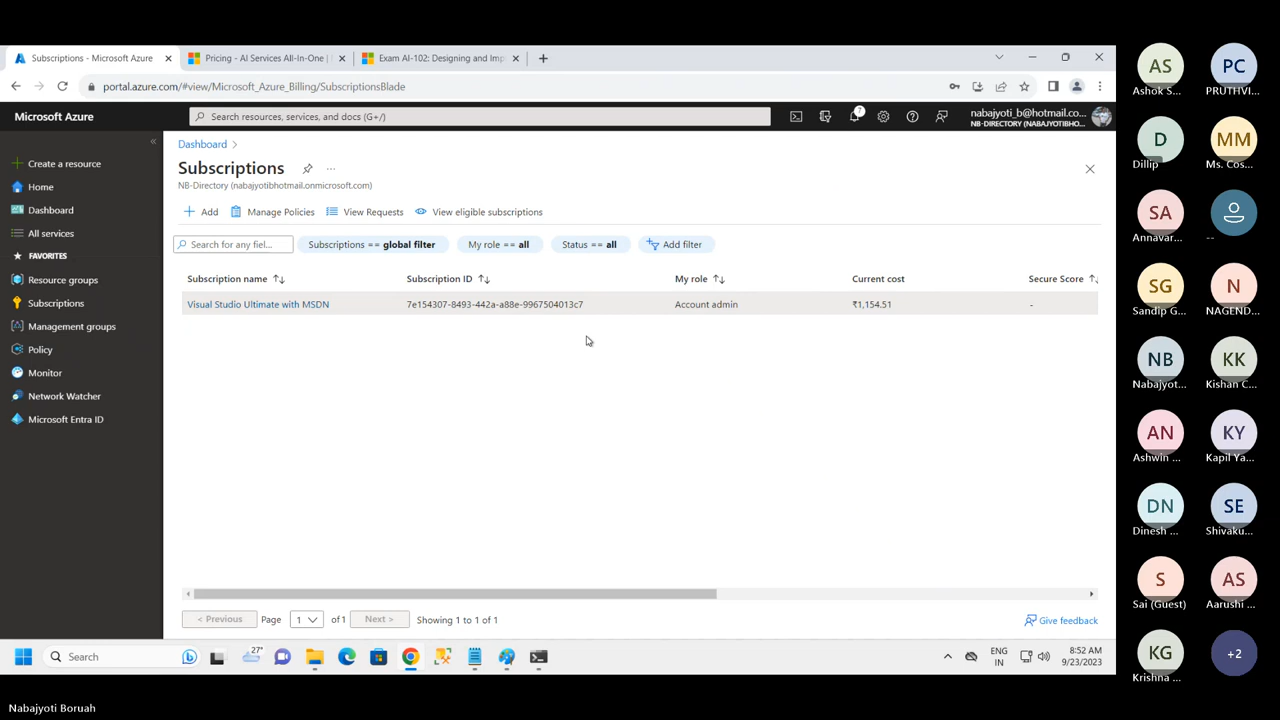 Subscriptions - Microsoft Azure
Pricing - AI Services All-In-One |
Exam AI-102: Designing and Imp
portal.azure.com/#view/Microsoft_Azure_Billing/SubscriptionsBlade
Microsoft Azure
Search resources, services, and docs (G+/)
7
nabajyoti_b@hotmail.co...
NB-DIRECTORY (NABAJYOTIBHO...
Create a resource
Home
Dashboard
All services
FAVORITES
Resource groups
Subscriptions
Management groups
Policy
Monitor
Network Watcher
Microsoft Entra ID
Dashboard >
Subscriptions
NB-Directory (nabajyotibhotmail.onmicrosoft.com)
Add Manage Policies View Requests View eligible subscriptions
Search for any fiel... Subscriptions == global filter My role == all Status == all Add filter
Subscription name Subscription ID My role Current cost Secure Score
Visual Studio Ultimate with MSDN 7e154307-8493-442a-a88e-9967504013c7 Account admin ₹1,154.51 -
< Previous Page 1 of 1 Next > Showing 1 to 1 of 1
Give feedback
Search
27°
ENG
IN
8:52 AM
9/23/2023
AS PC
Ashok S... PRUTHVI...
D MM
Dillip Ms. Cos...
SA
Annavar... --
SG N
Sandip G... NAGEND...
NB KK
Nabajyot... Kishan C...
AN KY
Ashwin ... Kapil Ya...
DN SE
Dinesh ... Shivaku...
S AS
Sai (Guest) Aarushi ...
KG +2
Krishna ...
Nabajyoti Boruah